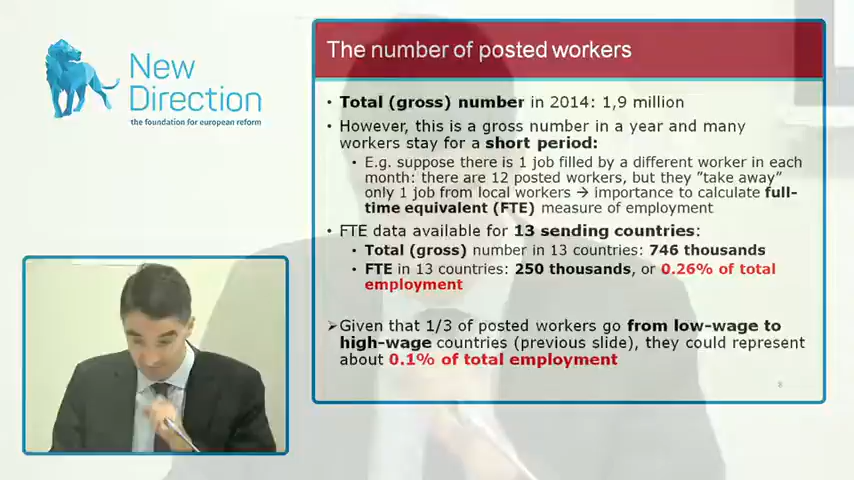 New
Direction
the foundation for european reform
The number of posted workers
• Total (gross) number in 2014: 1,9 million
• However, this is a gross number in a year and many
workers stay for a short period:
• E.g. suppose there is 1 job filled by a different worker in each
month: there are 12 posted workers, but they ”take away”
only 1 job from local workers → importance to calculate full-
time equivalent (FTE) measure of employment
• FTE data available for 13 sending countries:
• Total (gross) number in 13 countries: 746 thousands
• FTE in 13 countries: 250 thousands, or 0.26% of total
employment
➢Given that 1/3 of posted workers go from low-wage to
high-wage countries (previous slide), they could represent
about 0.1% of total employment